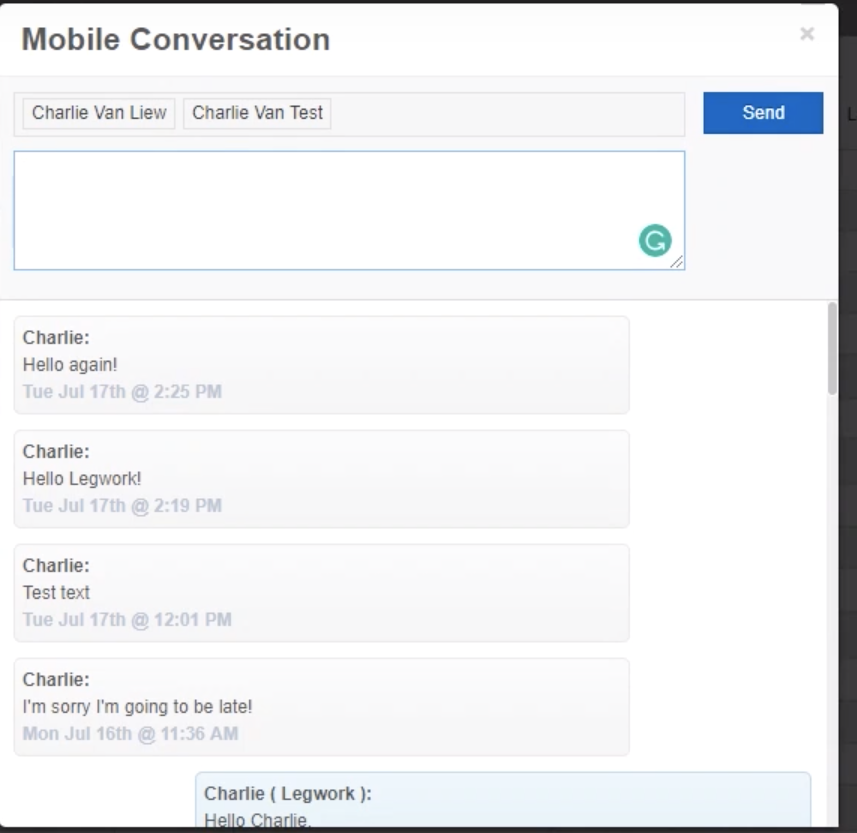 Mobile Conversation
×
Charlie Van Liew Charlie Van Test
Send
L
Charlie:
Hello again!
Tue Jul 17th @ 2:25 PM
Charlie:
Hello Legwork!
Tue Jul 17th @ 2:19 PM
Charlie:
Test text
Tue Jul 17th @ 12:01 PM
Charlie:
I'm sorry I'm going to be late!
Mon Jul 16th @ 11:36 AM
Charlie ( Legwork ):
Hello Charlie,